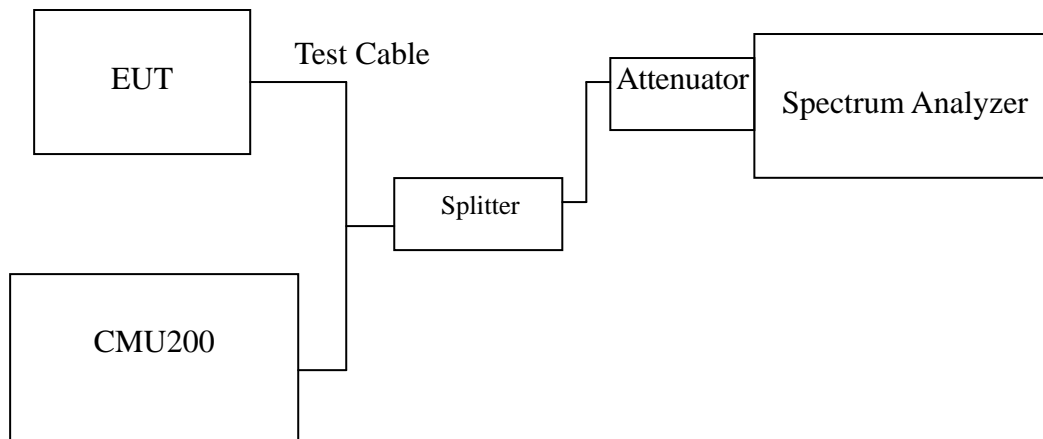 Test Cable
EUT
Attenuator
Spectrum Analyzer
Splitter
CMU200